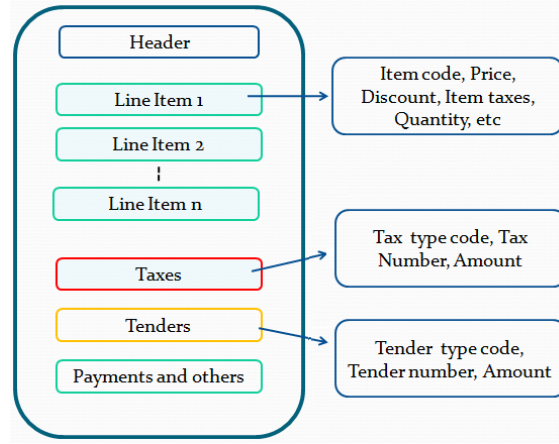 Header
Line Item 1
Item code, Price,
Discount, Item taxes,
Quantity, etc
Line Item 2
Line Item n
Taxes
Tax type code, Tax
Number, Amount
Tenders
Tender type code,
Tender number, Amount
Payments and others